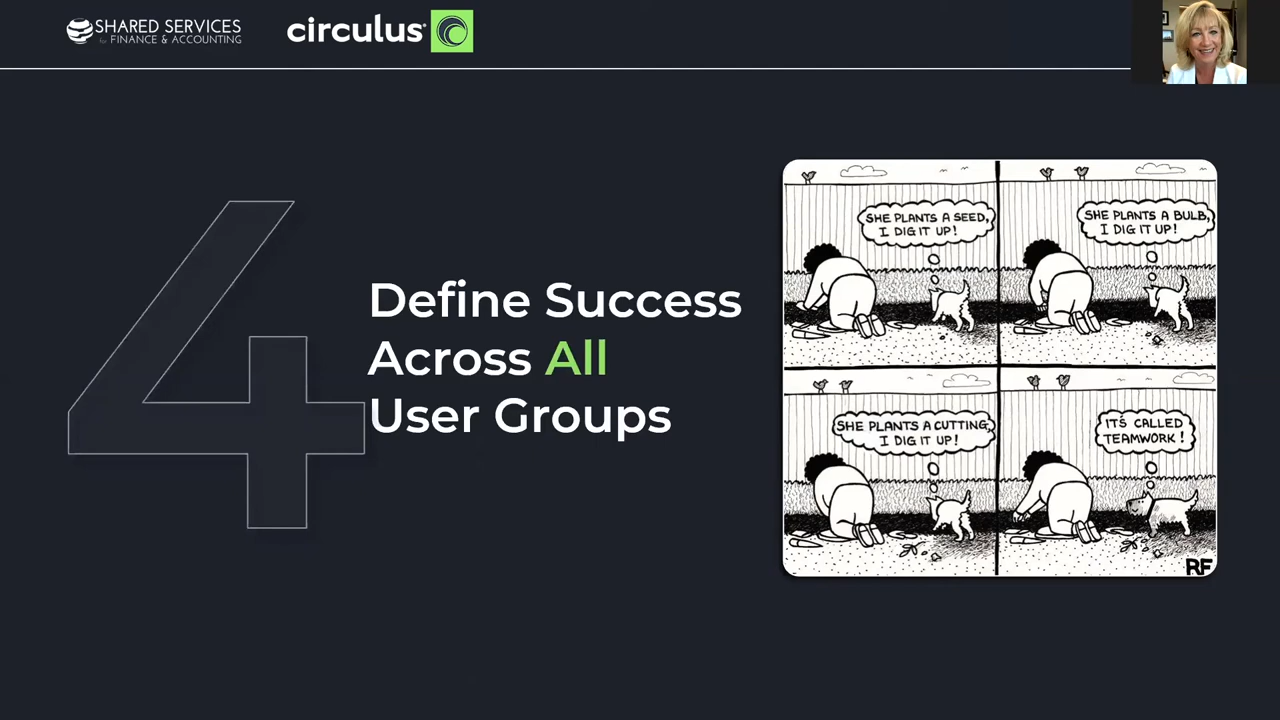 SHARED SERVICES
for FINANCE & ACCOUNTING
circulus®
4
Define Success
Across All
User Groups
SHE PLANTS A SEED,
I DIG IT UP!
SHE PLANTS A BULB,
I DIG IT UP!
SHE PLANTS A CUTTING,
I DIG IT UP!
IT'S CALLED
TEAMWORK!
RF